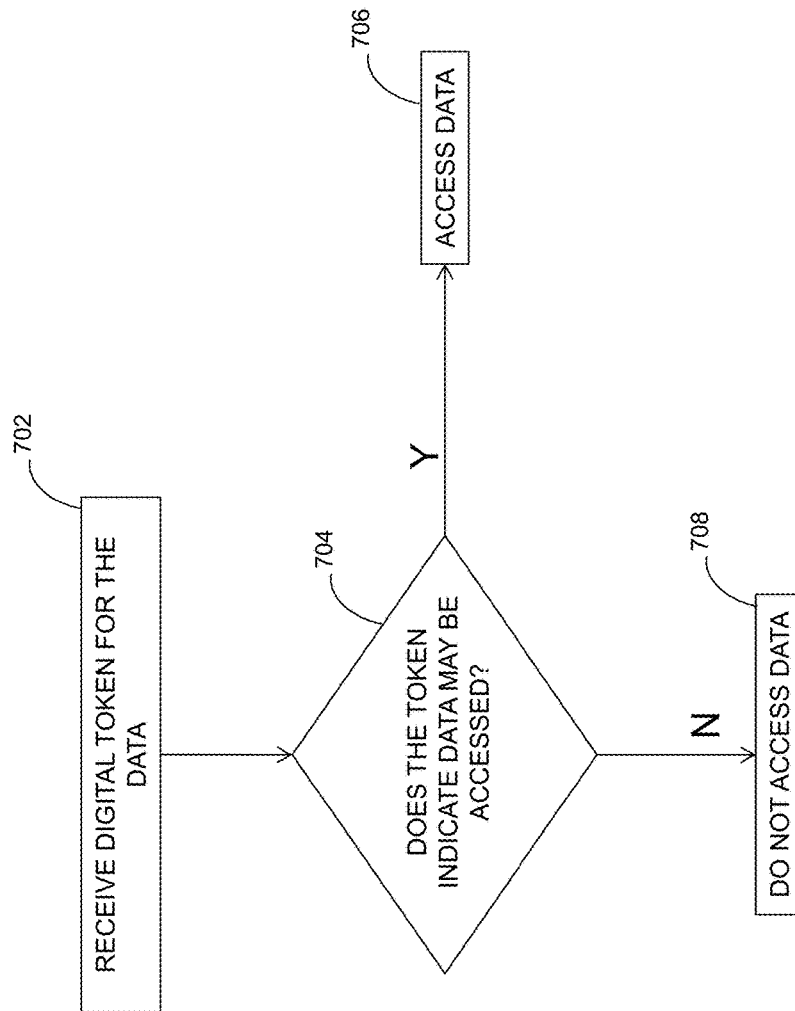 702
RECEIVE DIGITAL TOKEN FOR THE
DATA
704
DOES THE TOKEN
INDICATE DATA MAY BE
ACCESSED?
Y
706
ACCESS DATA
N
708
DO NOT ACCESS DATA